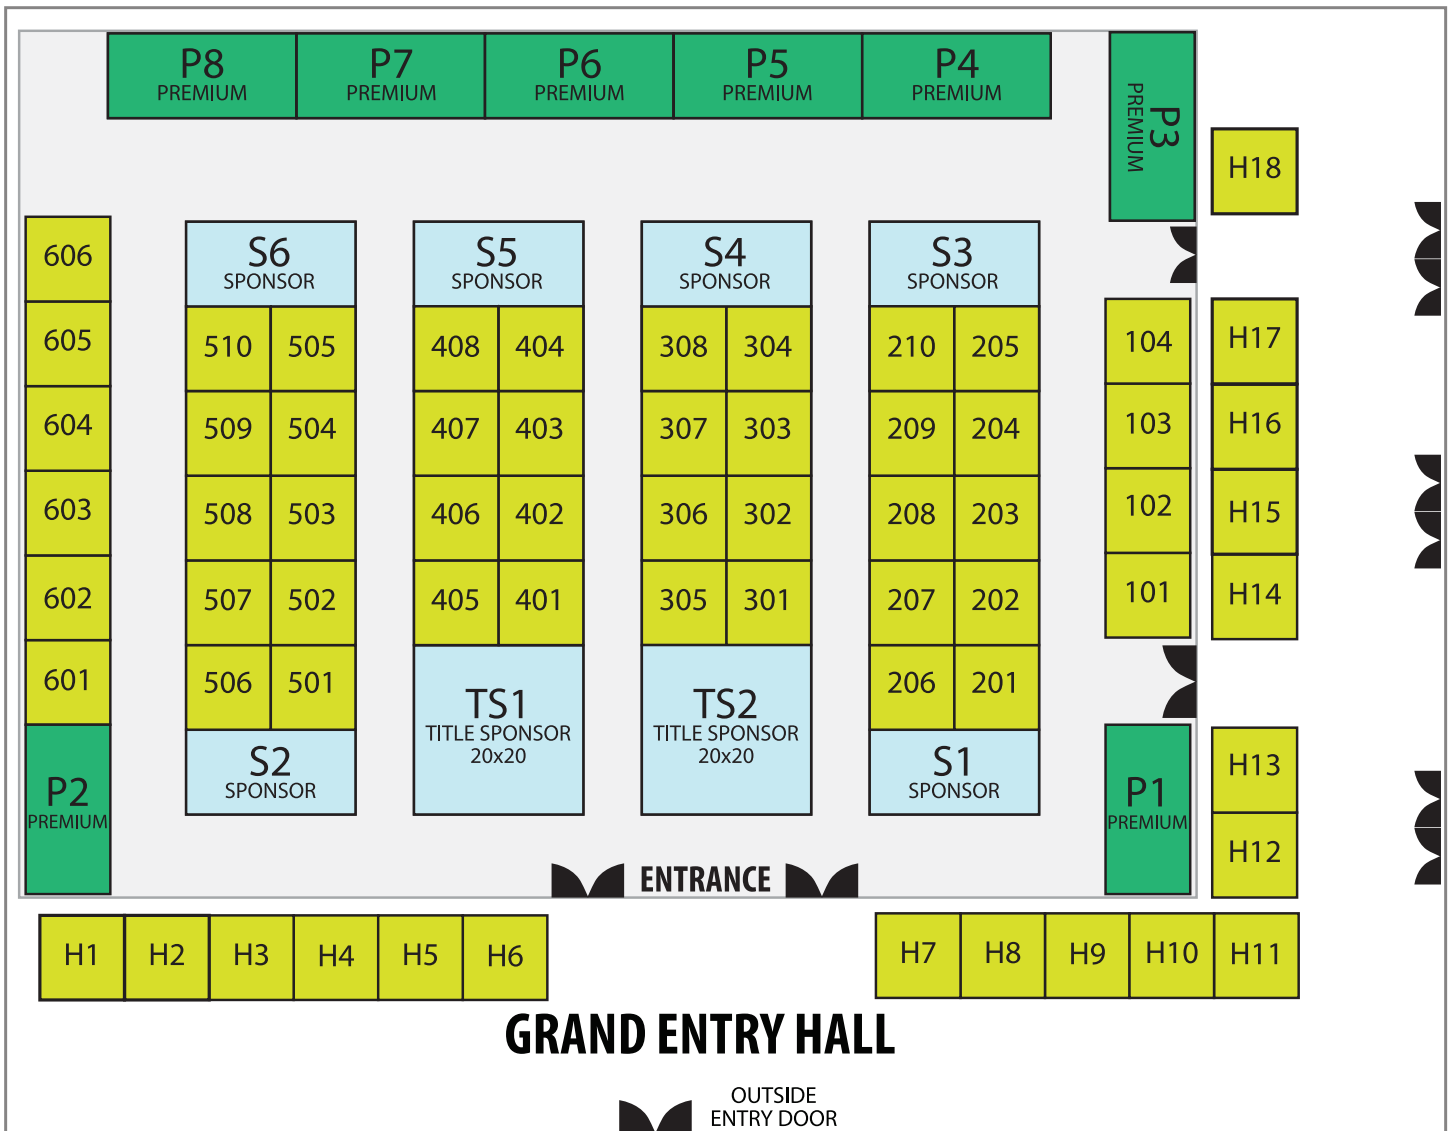 P8
PREMIUM
P7
PREMIUM
P6
PREMIUM
P5
PREMIUM
P4
PREMIUM
P3
PREMIUM
H18
606
S6
SPONSOR
S5
SPONSOR
S4
SPONSOR
S3
SPONSOR
605
510
505
408
404
308
304
210
205
104
H17
604
509
504
407
403
307
303
209
204
103
H16
603
508
503
406
402
306
302
208
203
102
H15
602
507
502
405
401
305
301
207
202
101
H14
601
506
501
TS1
TITLE SPONSOR
20x20
TS2
TITLE SPONSOR
20x20
206
201
P2
PREMIUM
S2
SPONSOR
S1
SPONSOR
P1
PREMIUM
H13
H12
ENTRANCE
H1
H2
H3
H4
H5
H6
H7
H8
H9
H10
H11
GRAND ENTRY HALL
OUTSIDE
ENTRY DOOR